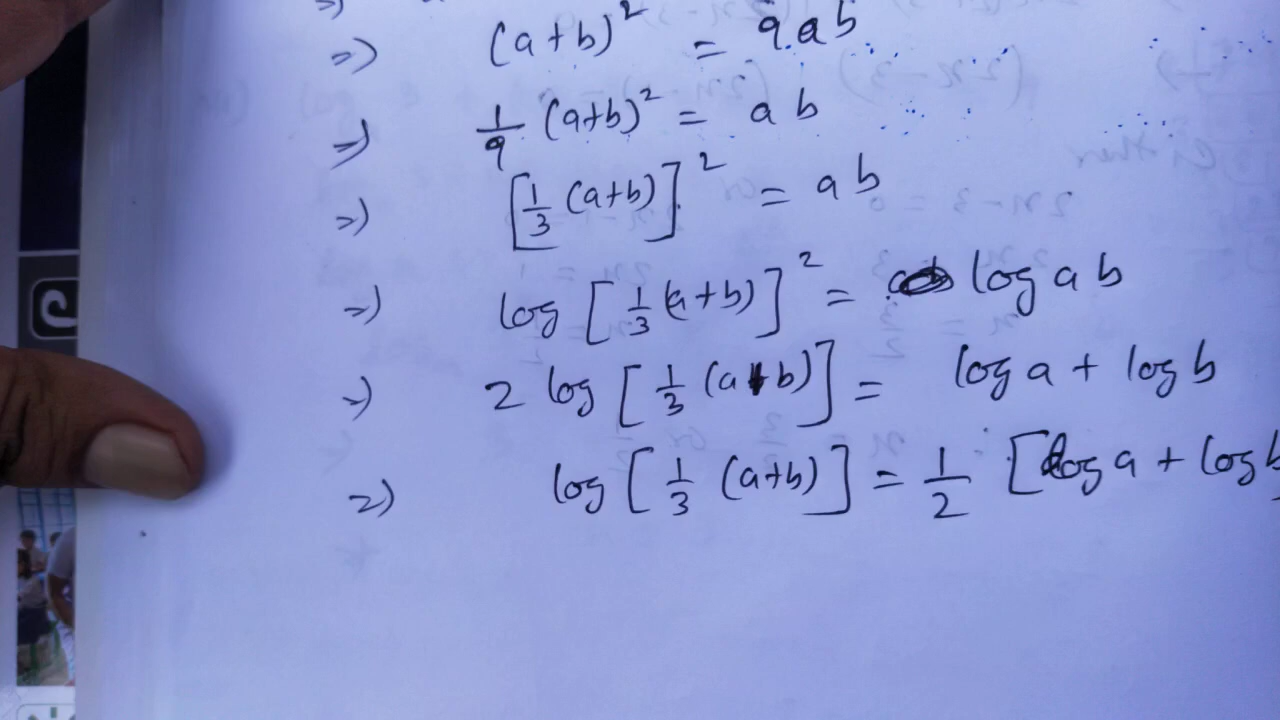 =)
=) (a+b)² = 9ab
=) 1/9 (a+b)² = ab
=) [1/3 (a+b)]² = ab
=) log [1/3 (a+b)]² = log ab
=) 2 log [1/3 (a+b)] = log a + log b
=) log [1/3 (a+b)] = 1/2 [log a + log b